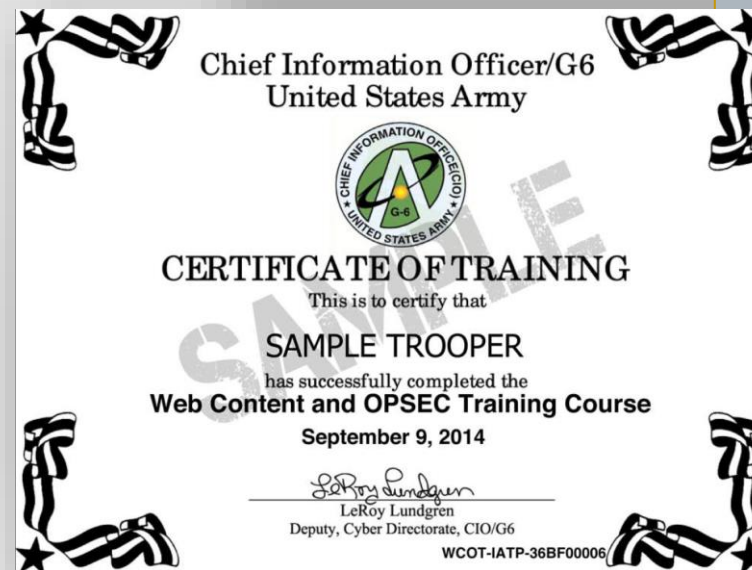 Chief Information Officer/G6
United States Army
CHIEF INFORMATION OFFICE(CIO)
G-6
★ UNITED STATES ARMY ★
SAMPLE
CERTIFICATE OF TRAINING
This is to certify that
SAMPLE TROOPER
has successfully completed the
Web Content and OPSEC Training Course
September 9, 2014
LeRoy Lundgren
LeRoy Lundgren
Deputy, Cyber Directorate, CIO/G6
WCOT-IATP-36BF00006